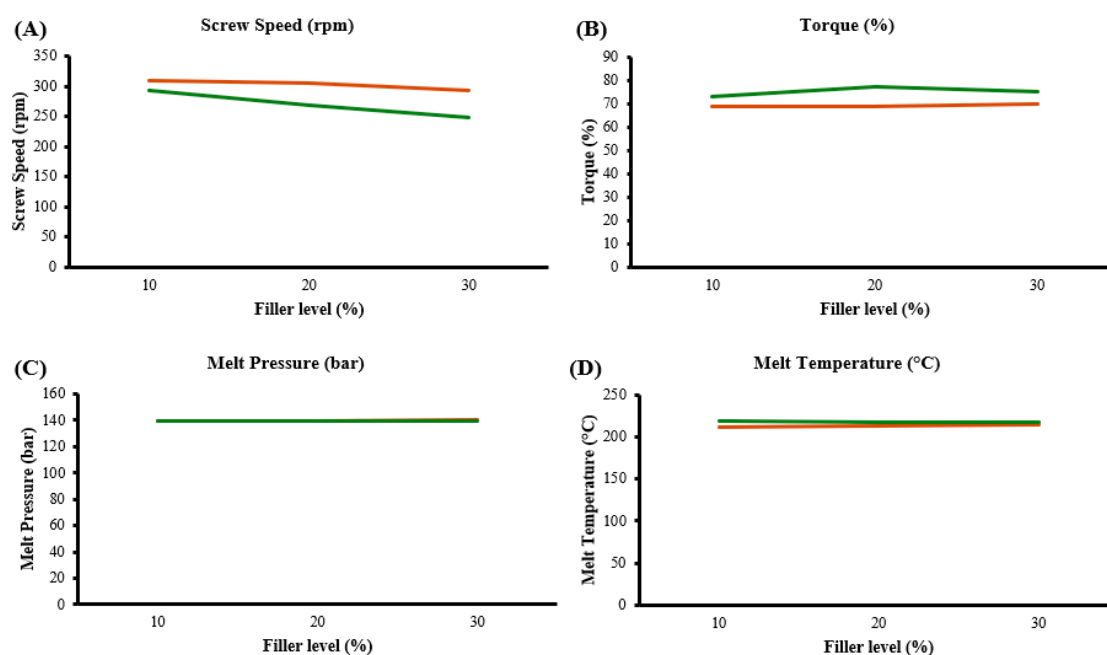 (A)
Screw Speed (rpm)
Screw Speed (rpm)
350
300
250
200
150
100
50
0
10
20
30
Filler level (%)
(B)
Torque (%)
Torque (%)
90
80
70
60
50
40
30
20
10
0
10
20
30
Filler level (%)
(C)
Melt Pressure (bar)
Melt Pressure (bar)
160
140
120
100
80
60
40
20
0
10
20
30
Filler level (%)
(D)
Melt Temperature (°C)
Melt Temperature (°C)
250
200
150
100
50
0
10
20
30
Filler level (%)